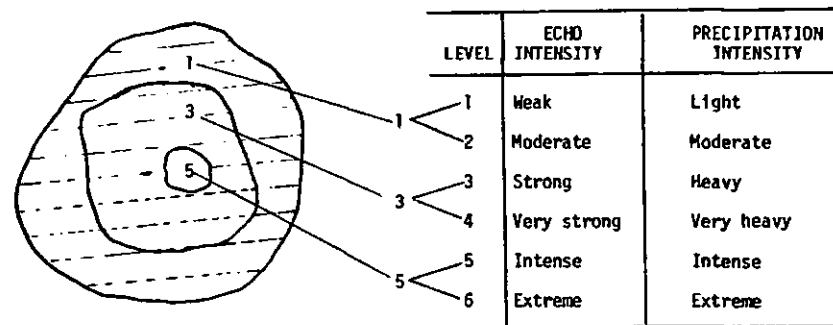 ECHO PRECIPITATION
LEVEL INTENSITY INTENSITY
1
1 Weak Light
3
1
2 Moderate Moderate
5
3 Strong Heavy
3
4 Very strong Very heavy
5 Intense Intense
5
6 Extreme Extreme